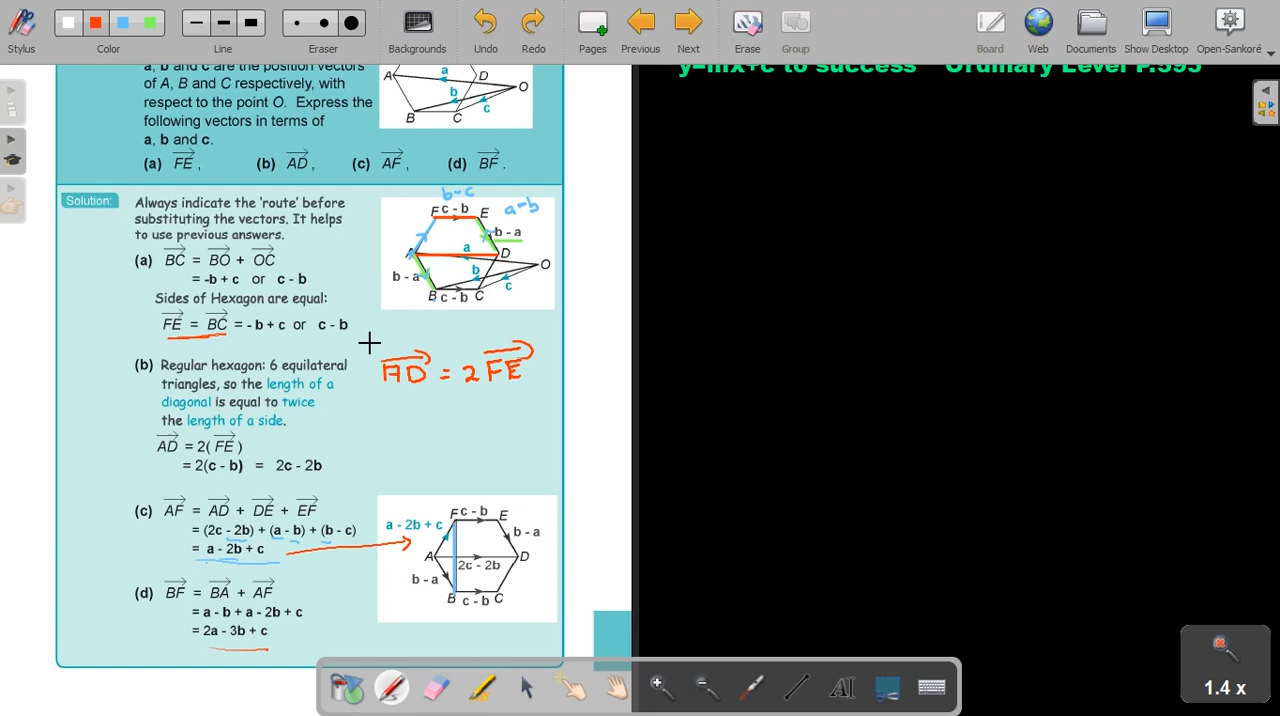 Stylus
Color
Line
Eraser
Backgrounds
Undo
Redo
Pages
Previous
Next
Erase
Group
Board
Web
Documents
Show Desktop
Open-Sankoré
y=mx+c to success Ordinary Level P.595
a, b and c are the position vectors
of A, B and C respectively, with
respect to the point O. Express the
following vectors in terms of
a, b and c.
(a) FE, (b) AD, (c) AF, (d) BF.
A
D
a
b
c
O
B
C
Solution:
Always indicate the 'route' before
substituting the vectors. It helps
to use previous answers.
(a) BC = BO + OC
= -b + c or c - b
Sides of Hexagon are equal:
FE = BC = -b + c or c - b
b-c
F c - b E
a-b
b - a
A
a
D
b
O
c
b - a
B c - b C
(b) Regular hexagon: 6 equilateral
triangles, so the length of a
diagonal is equal to twice
the length of a side.
AD = 2(FE)
= 2(c - b) = 2c - 2b
AD = 2FE
(c) AF = AD + DE + EF
= (2c - 2b) + (a - b) + (b - c)
= a - 2b + c
(d) BF = BA + AF
= a - b + a - 2b + c
= 2a - 3b + c
F c - b E
a - 2b + c
b - a
A
D
2c - 2b
b - a
B c - b C
1.4 x